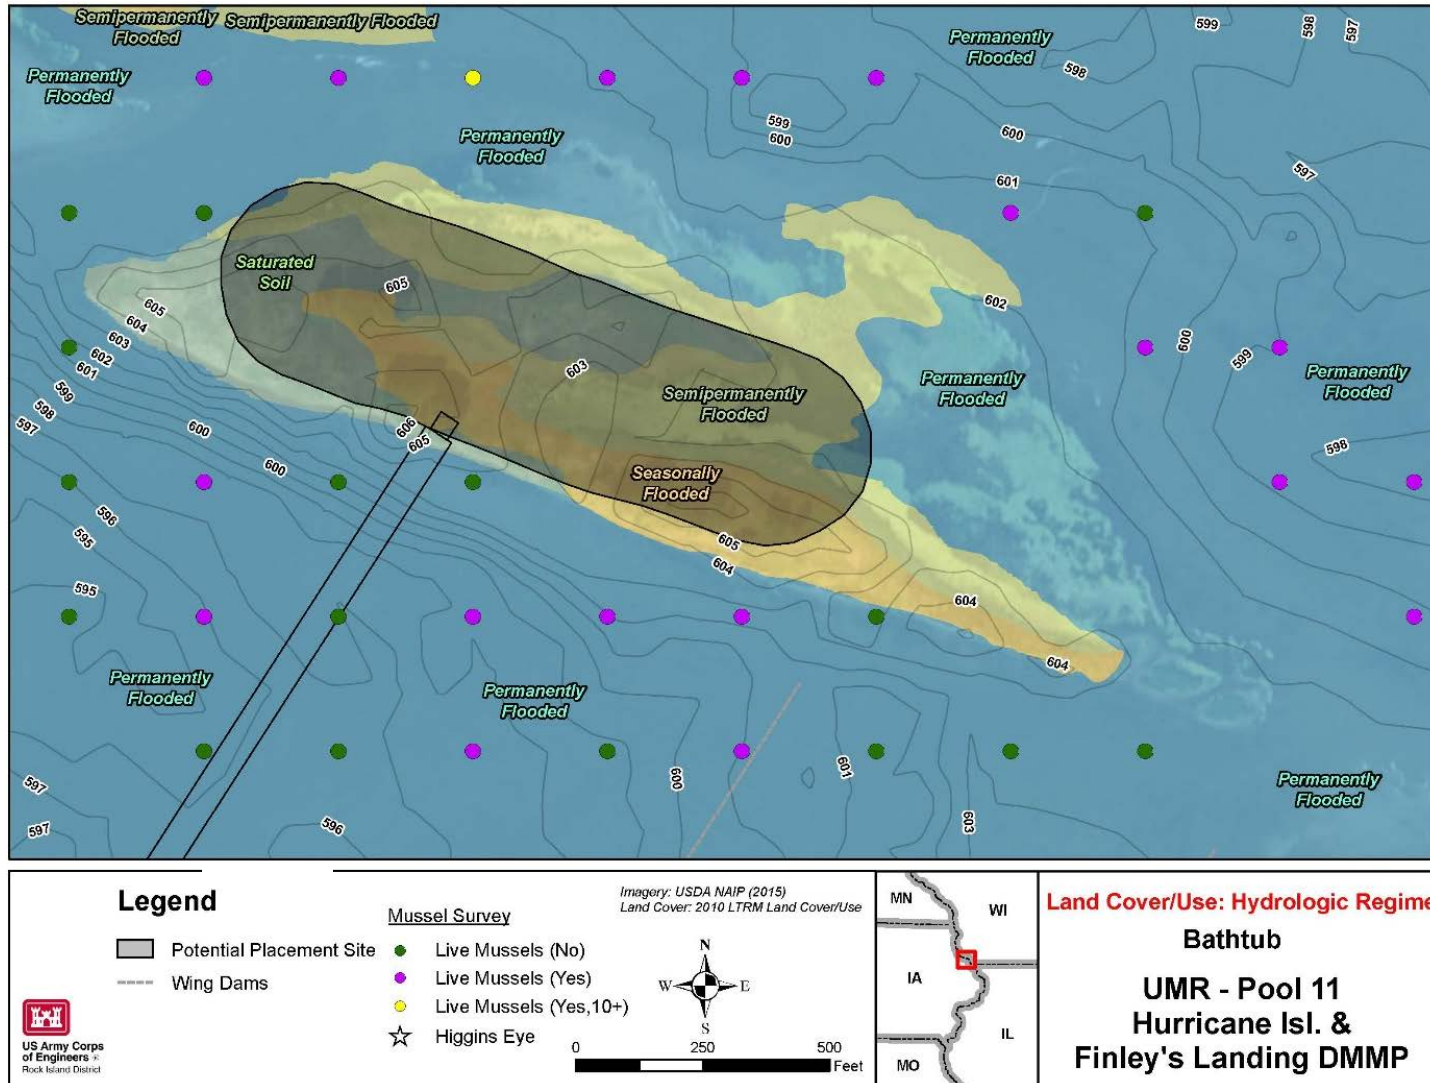 Semipermanently
Flooded
Semipermanently Flooded
Permanently
Flooded
Permanently
Flooded
599
598
597
598
599
600
600
Permanently
Flooded
597
601
Saturated
Soil
605
605
604
603
602
601
599
598
597
600
600
602
600
599
603
Permanently
Flooded
Permanently
Flooded
Semipermanently
Flooded
606
605
598
Seasonally
Flooded
596
595
605
604
595
604
604
Permanently
Flooded
Permanently
Flooded
600
601
Permanently
Flooded
597
597
596
603
Legend
Potential Placement Site
Wing Dams
US Army Corps
of Engineers
Rock Island District
Mussel Survey
Live Mussels (No)
Live Mussels (Yes)
Live Mussels (Yes,10+)
Higgins Eye
Imagery: USDA NAIP (2015)
Land Cover: 2010 LTRM Land Cover/Use
N
W
E
S
0
250
500
Feet
MN
WI
IA
IL
MO
Land Cover/Use: Hydrologic Regime
Bathtub
UMR - Pool 11
Hurricane Isl. &
Finley's Landing DMMP